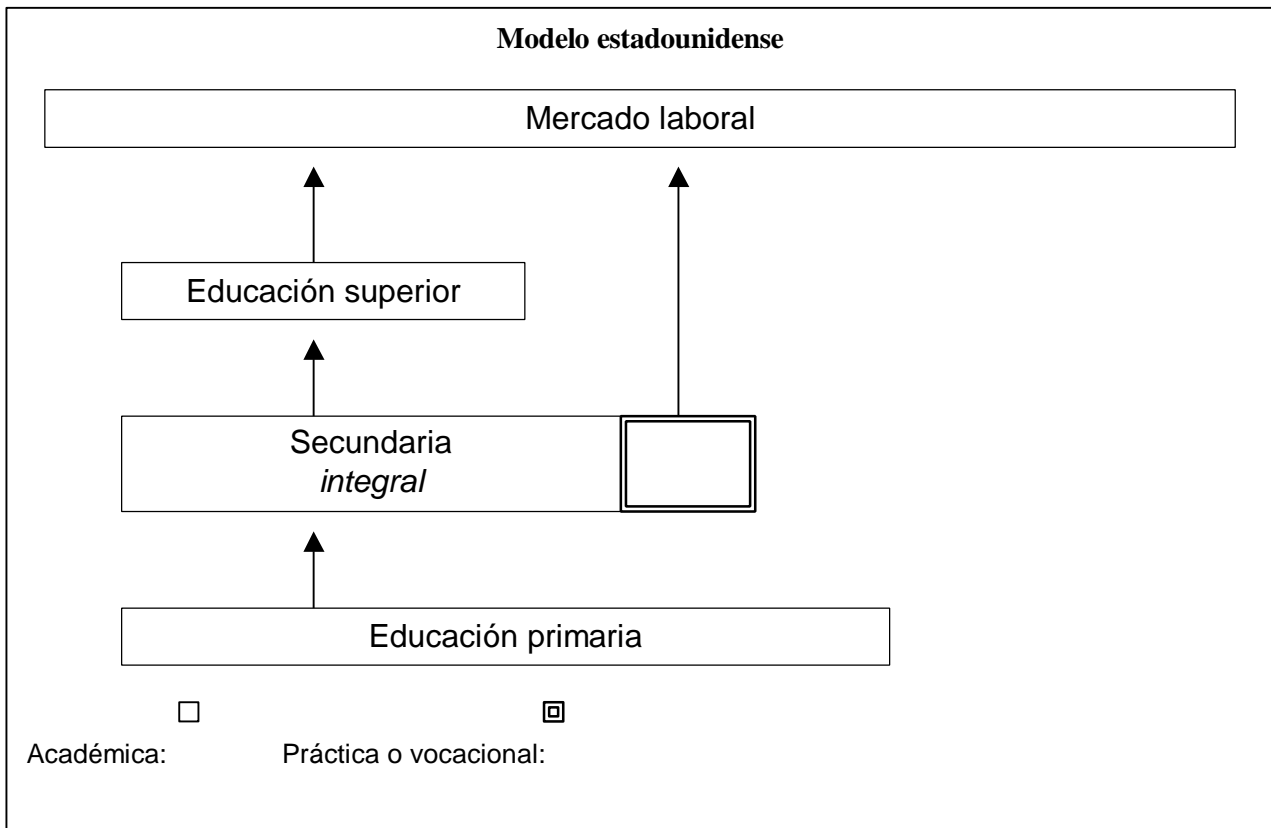 Modelo estadounidense
Mercado laboral
Educación superior
Secundaria
integral
Educación primaria
Académica: Práctica o vocacional: